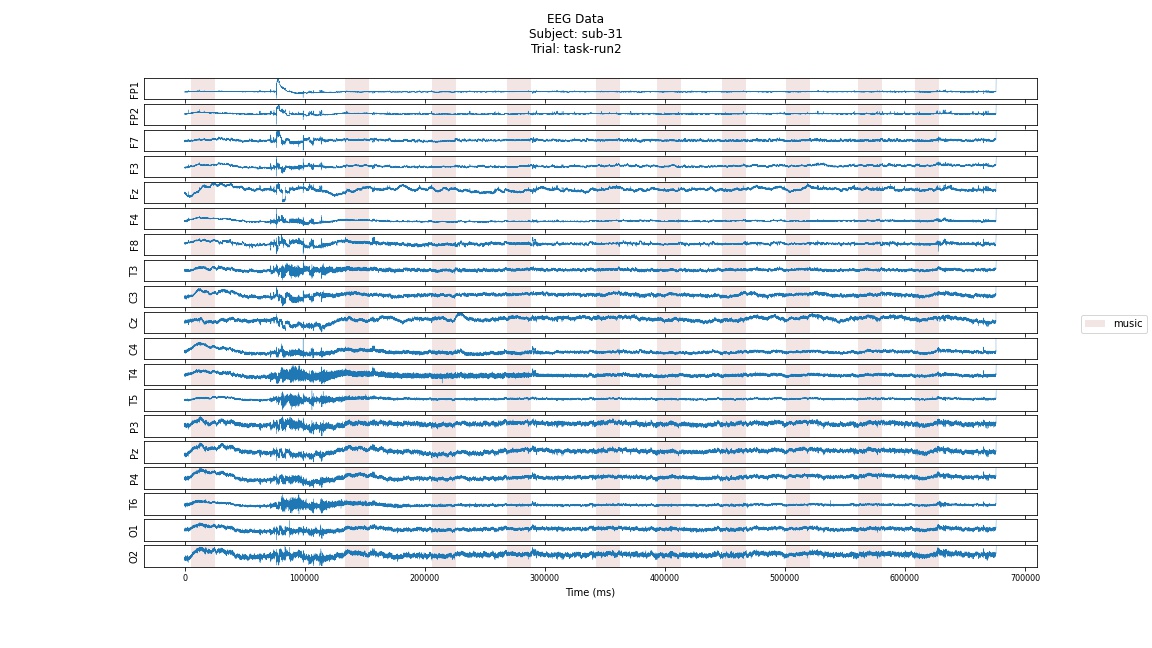 EEG Data
Subject: sub-31
Trial: task-run2
FP1
FP2
F7
F3
Fz
F4
F8
T3
C3
Cz
C4
T4
T5
P3
Pz
P4
T6
O1
O2
music
0 100000 200000 300000 400000 500000 600000 700000
Time (ms)